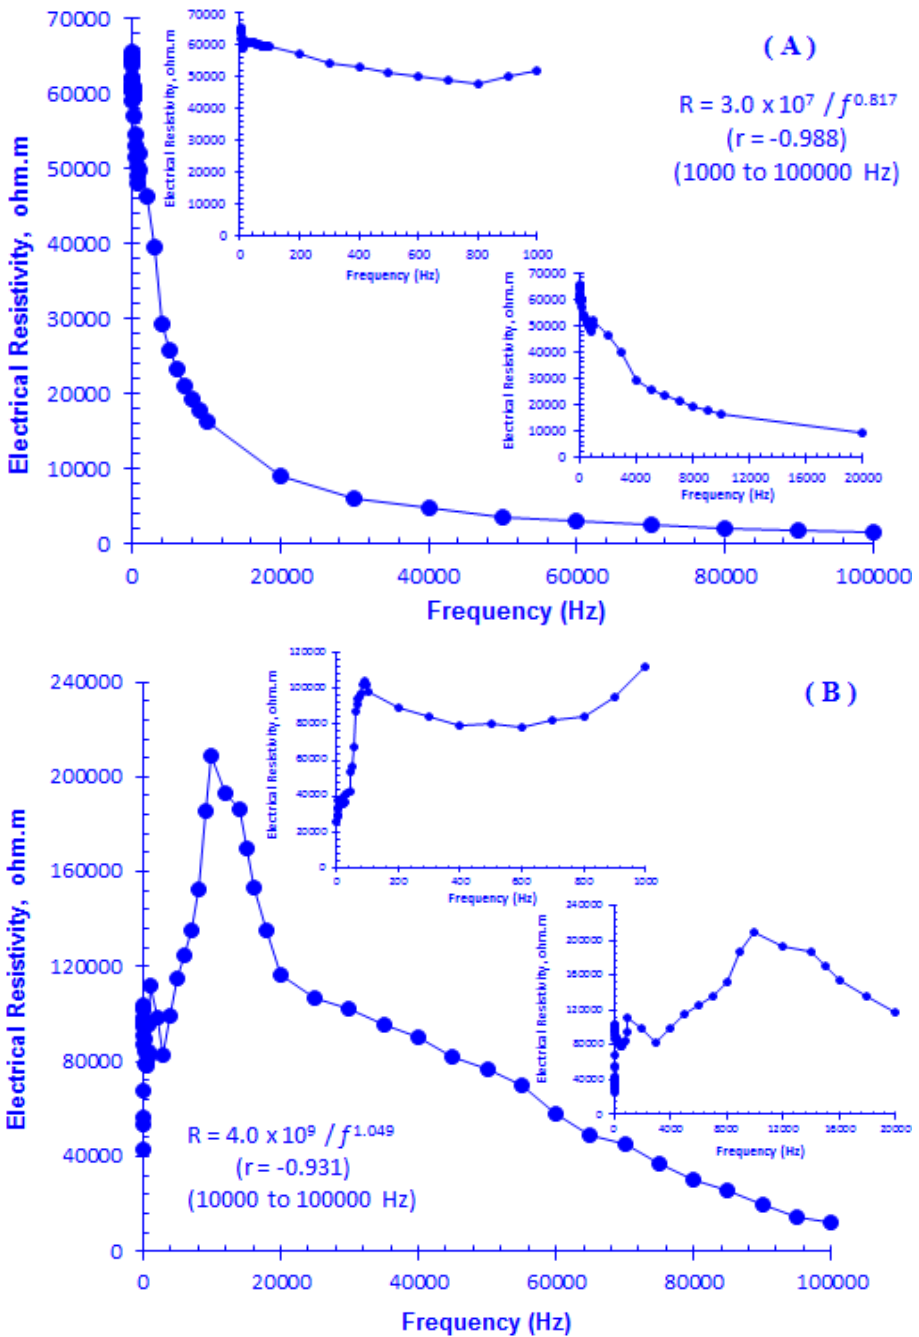 ( A )
R = 3.0 x 10⁷ / f^0.817
(r = -0.988)
(1000 to 100000 Hz)
Electrical Resistivity, ohm.m
70000
60000
50000
40000
30000
20000
10000
0
0 20000 40000 60000 80000 100000
Frequency (Hz)
Electrical Resistivity, ohm.m
70000
60000
50000
40000
30000
20000
10000
0
0 200 400 600 800 1000
Frequency (Hz)
Electrical Resistivity, ohm.m
70000
60000
50000
40000
30000
20000
10000
0
0 4000 8000 12000 16000 20000
Frequency (Hz)
( B )
Electrical Resistivity, ohm.m
240000
200000
160000
120000
80000
40000
0
0 20000 40000 60000 80000 100000
Frequency (Hz)
R = 4.0 x 10⁹ / f^1.049
(r = -0.931)
(10000 to 100000 Hz)
Electrical Resistivity, ohm.m
120000
100000
80000
60000
40000
20000
0
0 200 400 600 800 1000
Frequency (Hz)
Electrical Resistivity, ohm.m
240000
200000
160000
120000
80000
40000
0
0 4000 8000 12000 16000 20000
Frequency (Hz)